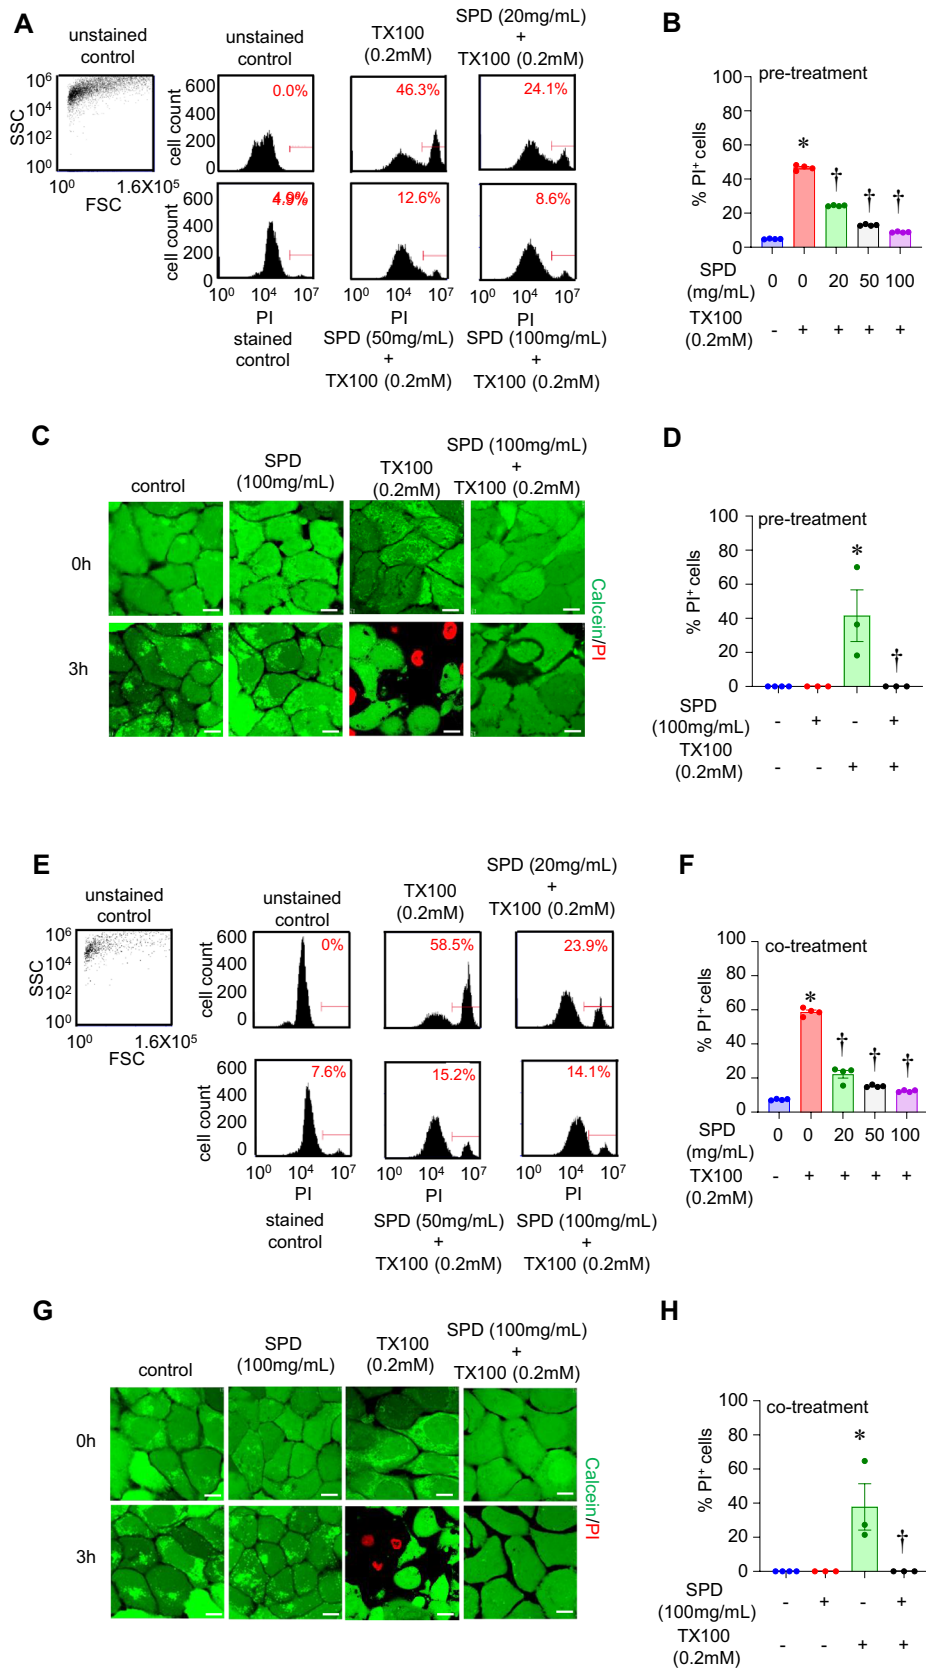 A
unstained
control
SSC
10⁶
10⁴
10²
10⁰
10⁰
1.6X10⁵
FSC
unstained
control
TX100
(0.2mM)
SPD (20mg/mL)
+
TX100 (0.2mM)
cell count
600
400
200
0
0.0%
46.3%
24.1%
cell count
600
400
200
0
12.6%
8.6%
10⁰ 10⁴ 10⁷
10⁰ 10⁴ 10⁷
10⁰ 10⁴ 10⁷
PI
PI
PI
stained
control
SPD (50mg/mL)
+
TX100 (0.2mM)
SPD (100mg/mL)
+
TX100 (0.2mM)
B
pre-treatment
% PI⁺ cells
100
80
60
40
20
0
*
†
†
†
SPD
(mg/mL)
0 0 20 50 100
TX100
(0.2mM)
- + + + +
C
control
SPD
(100mg/mL)
TX100
(0.2mM)
SPD (100mg/mL)
+
TX100 (0.2mM)
0h
3h
Calcein/PI
D
pre-treatment
% PI⁺ cells
100
80
60
40
20
0
*
†
SPD
(100mg/mL)
- + - +
TX100
(0.2mM)
- - + +
E
unstained
control
SSC
10⁶
10⁴
10²
10⁰
10⁰
1.6X10⁵
FSC
unstained
control
TX100
(0.2mM)
SPD (20mg/mL)
+
TX100 (0.2mM)
cell count
600
400
200
0
0%
58.5%
23.9%
cell count
600
400
200
0
7.6%
15.2%
14.1%
10⁰ 10⁴ 10⁷
10⁰ 10⁴ 10⁷
10⁰ 10⁴ 10⁷
PI
PI
PI
stained
control
SPD (50mg/mL)
+
TX100 (0.2mM)
SPD (100mg/mL)
+
TX100 (0.2mM)
F
co-treatment
% PI⁺ cells
100
80
60
40
20
0
*
†
†
†
SPD
(mg/mL)
0 0 20 50 100
TX100
(0.2mM)
- + + + +
G
control
SPD
(100mg/mL)
TX100
(0.2mM)
SPD (100mg/mL)
+
TX100 (0.2mM)
0h
3h
Calcein/PI
H
co-treatment
% PI⁺ cells
100
80
60
40
20
0
*
†
SPD
(100mg/mL)
- + - +
TX100
(0.2mM)
- - + +